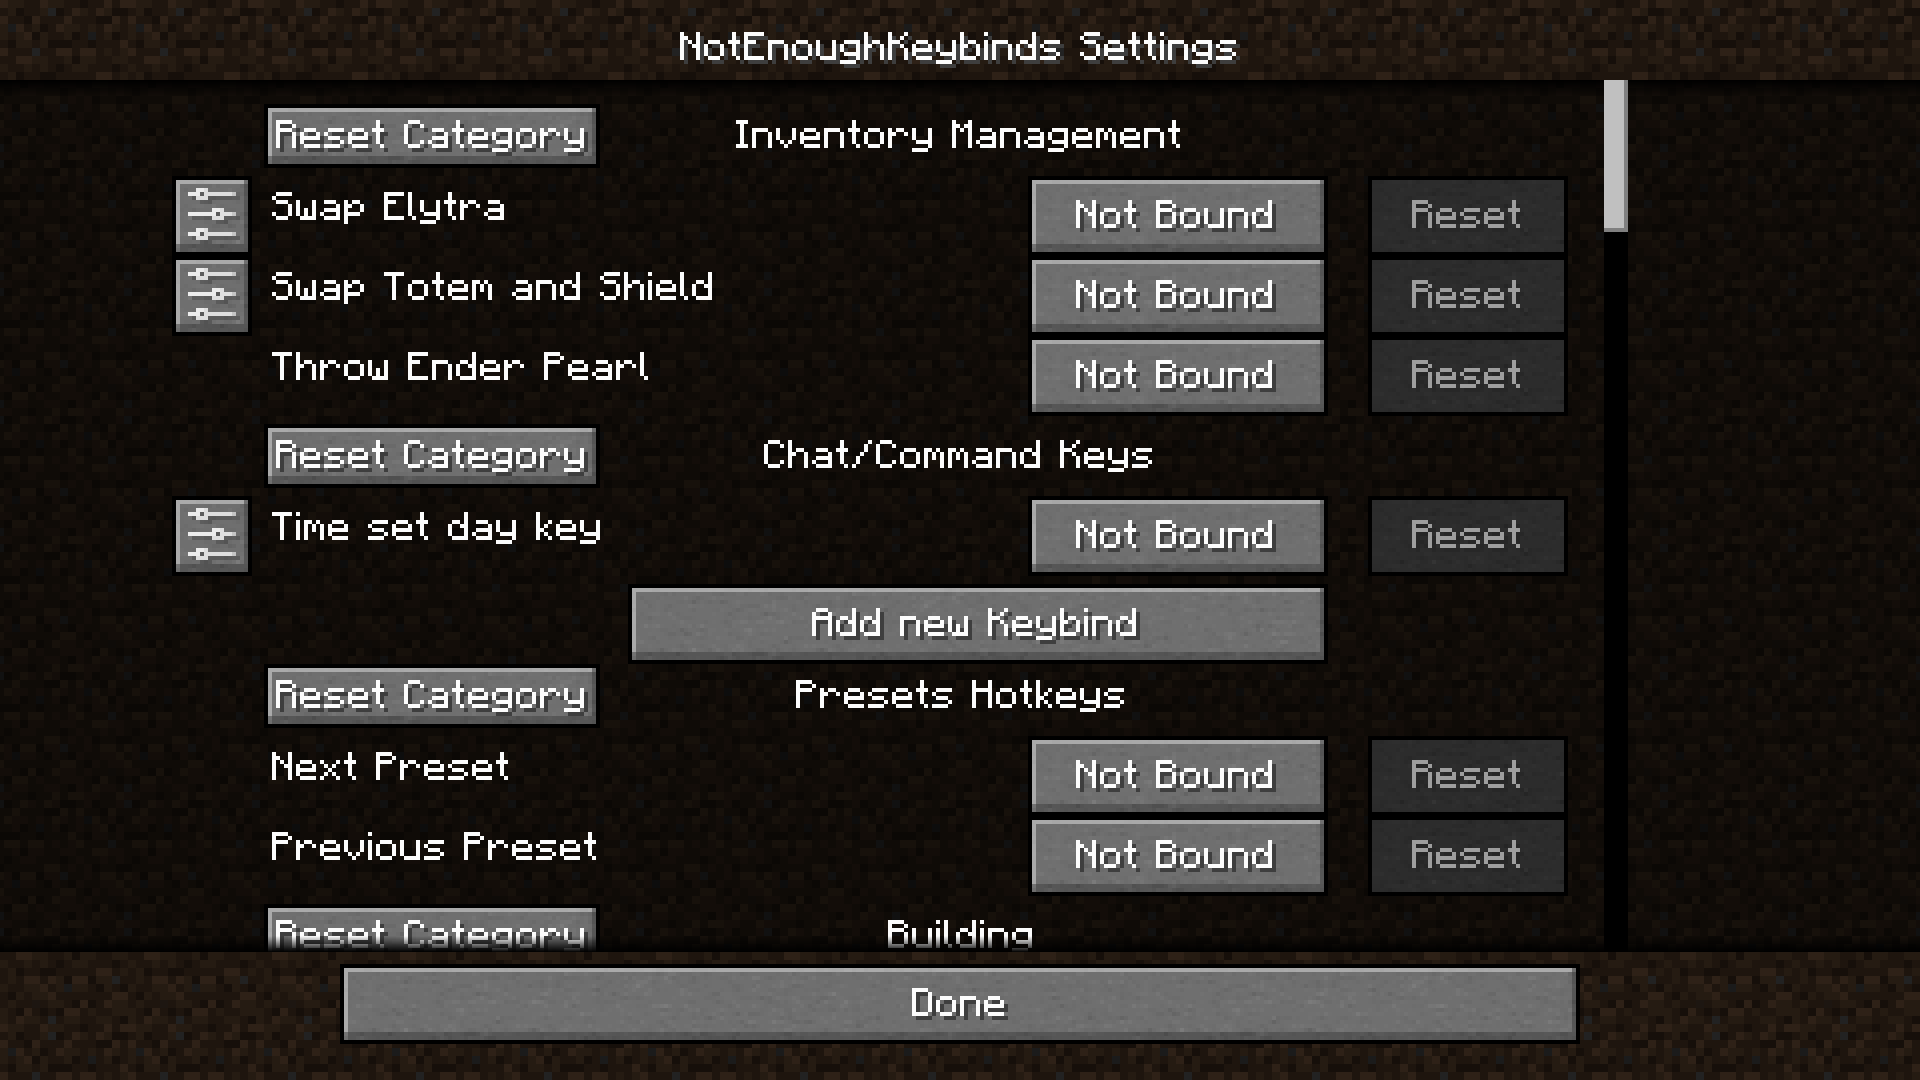 NotEnoughKeybinds Settings
Reset Category Inventory Management
Swap Elytra Not Bound Reset
Swap Totem and Shield Not Bound Reset
Throw Ender Pearl Not Bound Reset
Reset Category Chat/Command Keys
Time set day key Not Bound Reset
Add new Keybind
Reset Category Presets Hotkeys
Next Preset Not Bound Reset
Previous Preset Not Bound Reset
Reset Category Building
Done